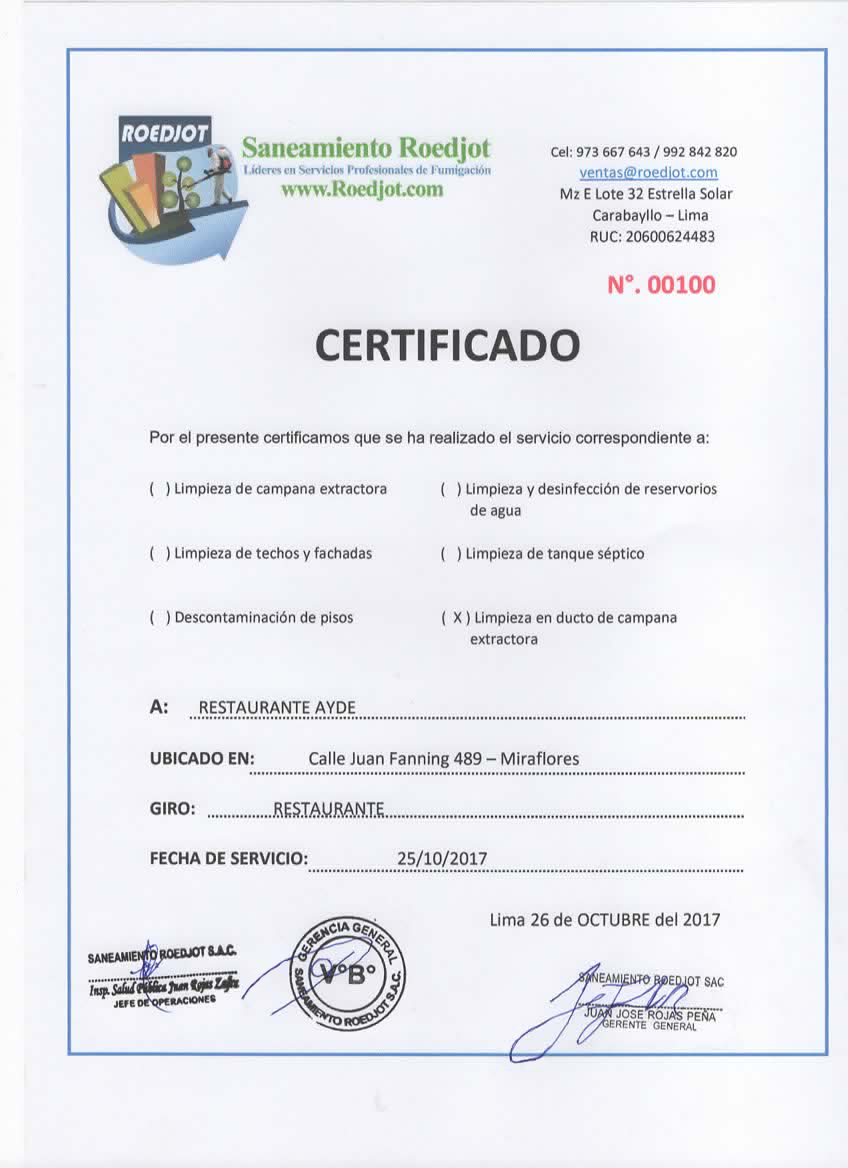 ROEDJOT
Saneamiento Roedjot
Líderes en Servicios Profesionales de Fumigación
www.Roedjot.com
Cel: 973 667 643 / 992 842 820
ventas@roedjot.com
Mz E Lote 32 Estrella Solar
Carabayllo – Lima
RUC: 20600624483
N°. 00100
CERTIFICADO
Por el presente certificamos que se ha realizado el servicio correspondiente a:
( ) Limpieza de campana extractora
( ) Limpieza y desinfección de reservorios
de agua
( ) Limpieza de techos y fachadas
( ) Limpieza de tanque séptico
( ) Descontaminación de pisos
( X ) Limpieza en ducto de campana
extractora
A: RESTAURANTE AYDE
UBICADO EN: Calle Juan Fanning 489 – Miraflores
GIRO: RESTAURANTE
FECHA DE SERVICIO: 25/10/2017
Lima 26 de OCTUBRE del 2017
SANEAMIENTO ROEDJOT S.A.C.
Insp. Salud Pública Juan Rojas
JEFE DE OPERACIONES
GERENCIA GENERAL
V°B°
SANEAMIENTO ROEDJOT S.A.C.
SANEAMIENTO ROEDJOT SAC
JUAN JOSE ROJAS PEÑA
GERENTE GENERAL